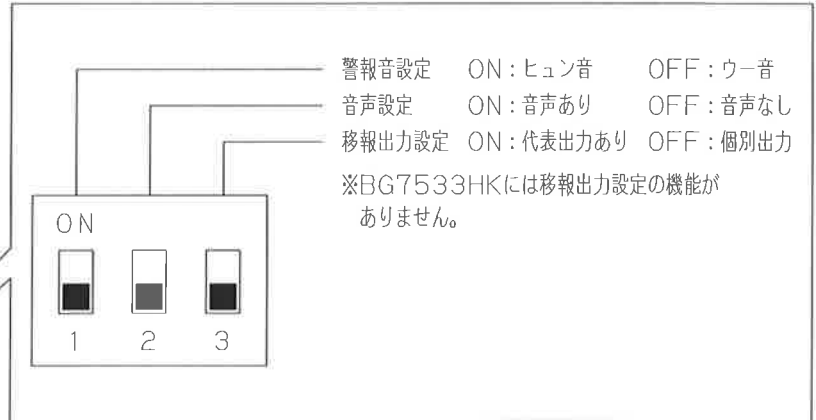 警報音設定 ON：ヒュン音 OFF：ウー音
音声設定 ON：音声あり OFF：音声なし
移報出力設定 ON：代表出力あり OFF：個別出力
※BG7533HKには移報出力設定の機能が
ありません。
ON
1 2 3